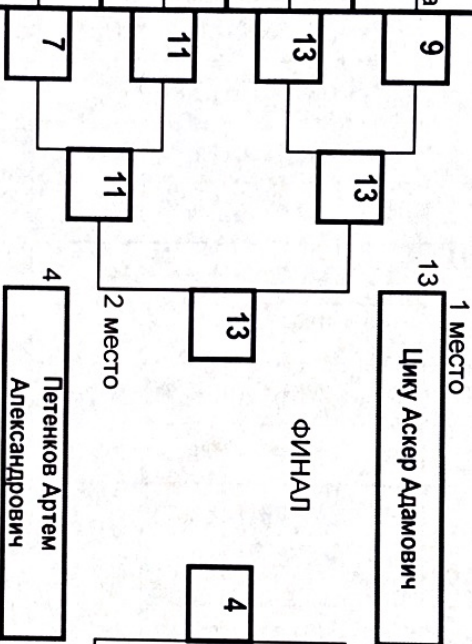 9
13
11
7
13
11
1 место
13
Цику Аскер Адамович
13
ФИНАЛ
2 место
4
Петенков Артем
Александрович
4